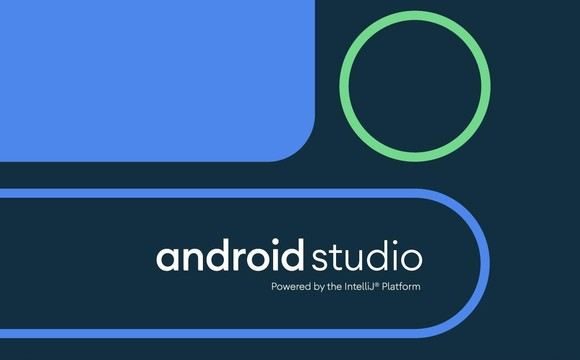 android studio
Powered by the IntelliJ® Platform